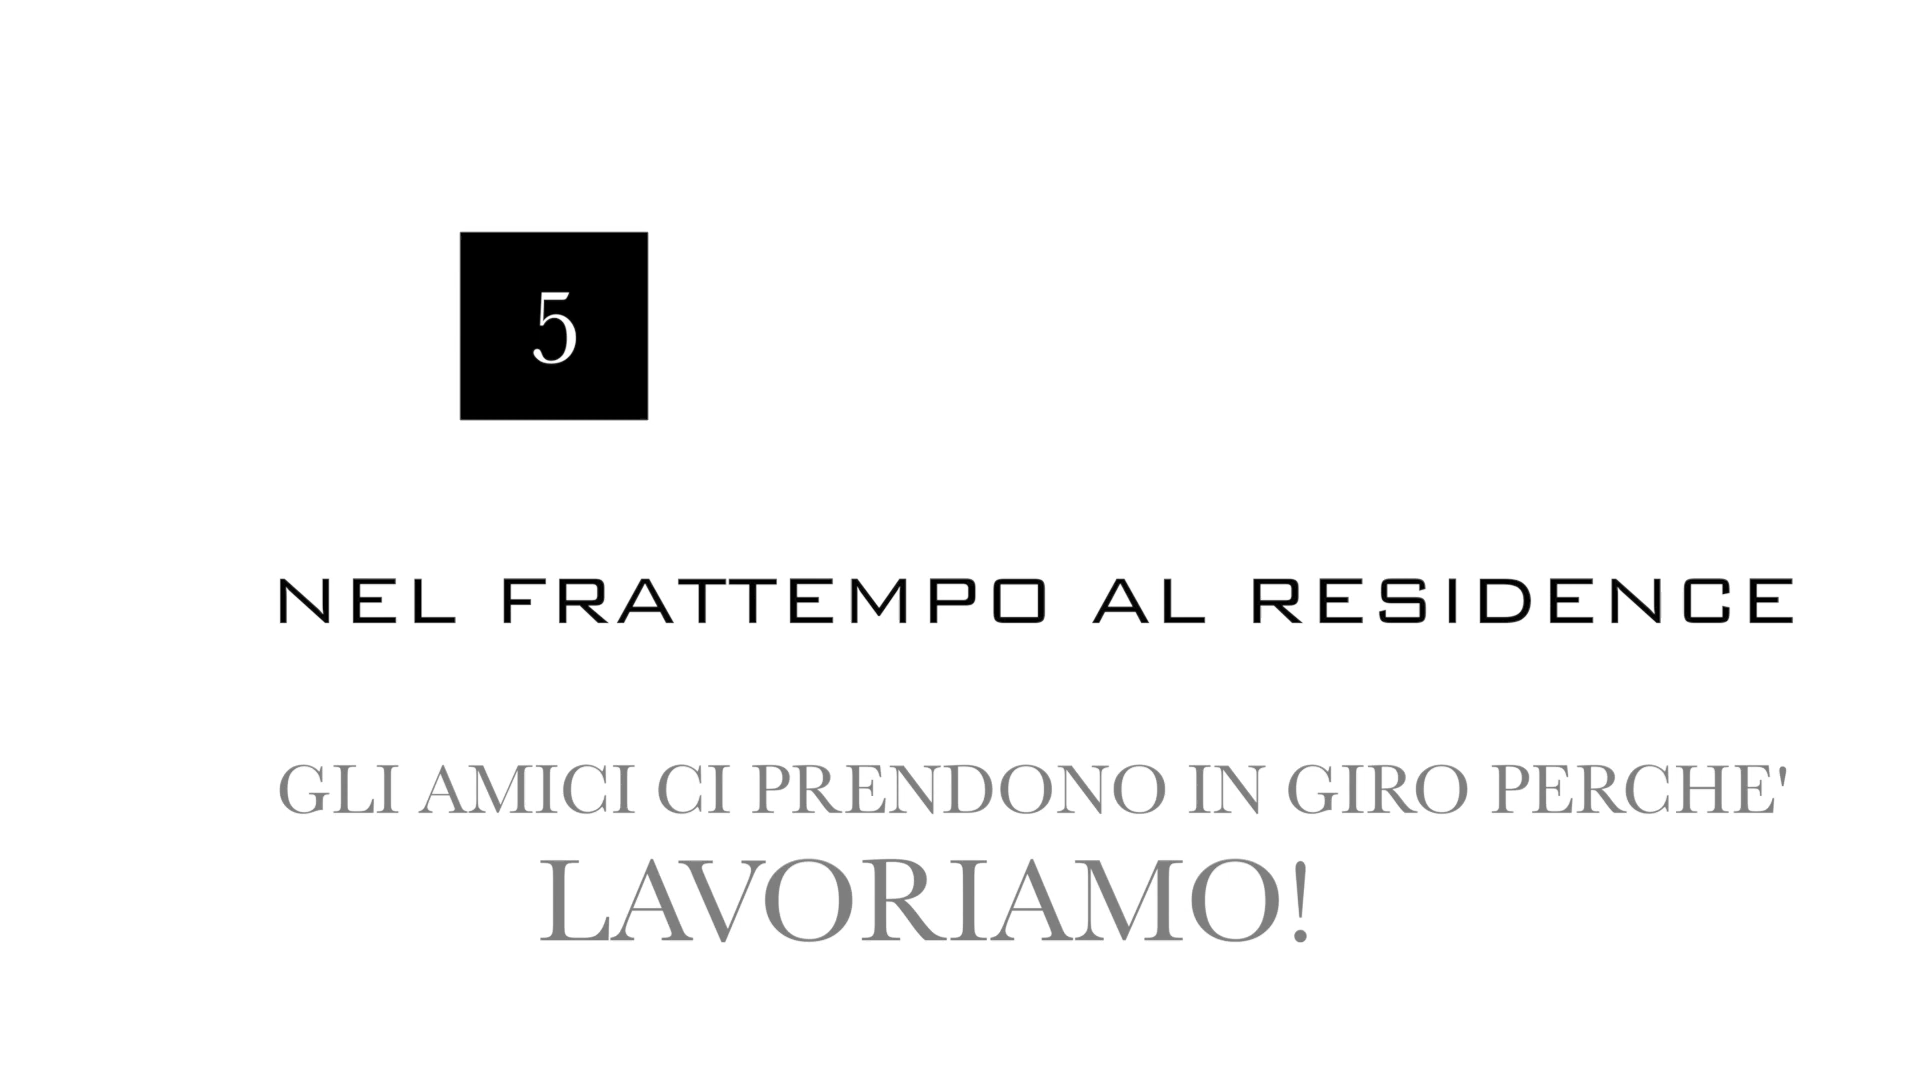 5
NEL FRATTEMPO AL RESIDENCE
GLI AMICI CI PRENDONO IN GIRO PERCHE'
LAVORIAMO!